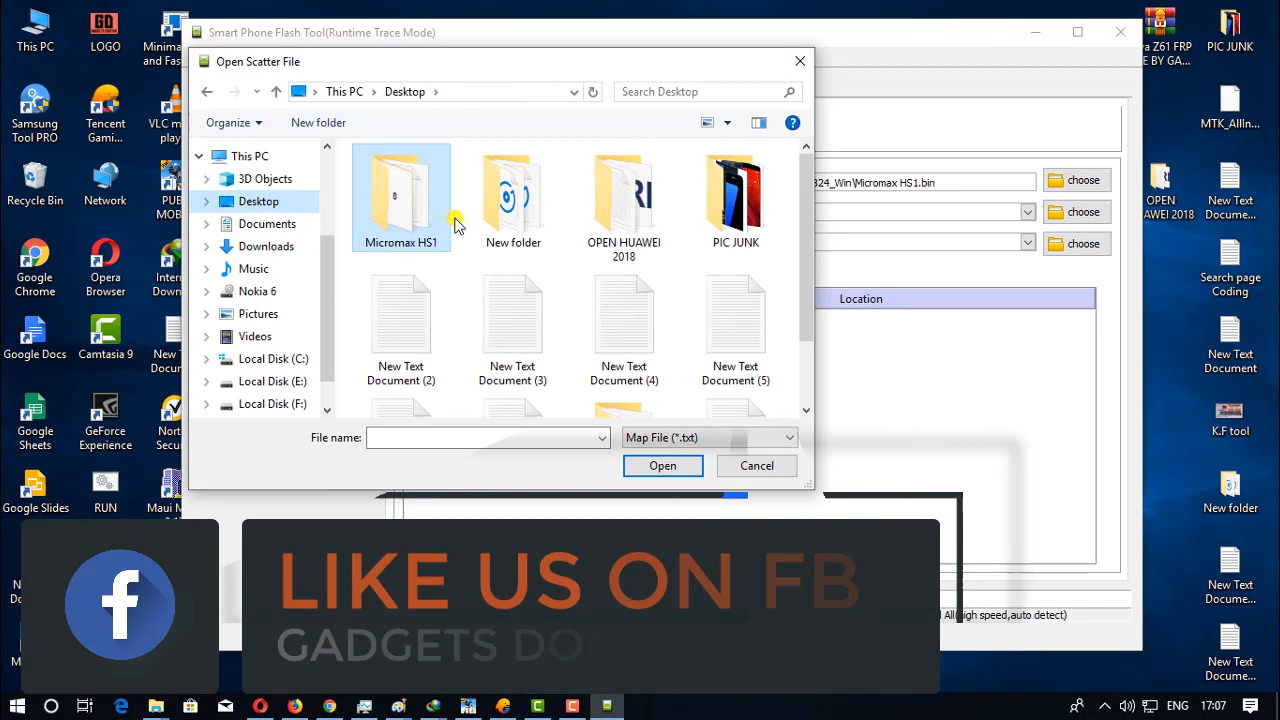 This PC
LOGO
Minima
and Fas
Smart Phone Flash Tool(Runtime Trace Mode)
Z61 FRP
E BY GA...
PIC JUNK
Open Scatter File
This PC
Desktop
Search Desktop
Organize
New folder
Samsung
Tool PRO
Tencent
Gami...
VLC m
play
MTK_AllIn...
This PC
3D Objects
Desktop
Documents
Downloads
Music
Nokia 6
Pictures
Videos
Local Disk (C:)
Local Disk (E:)
Local Disk (F:)
Micromax HS1
New folder
OPEN HUAWEI
2018
PIC JUNK
New Text
Document (2)
New Text
Document (3)
New Text
Document (4)
New Text
Document (5)
324_Win\Micromax HS1.bin
choose
choose
choose
Location
Recycle Bin
Network
PUB
MOB
OPEN
AWEI 2018
New Text
Docume...
Google
Chrome
Opera
Browser
Intern
Down
Search page
Coding
Google Docs
Camtasia 9
New T
Docum
New Text
Document
File name:
Map File (*.txt)
Open
Cancel
Google
Sheets
GeForce
Experience
Nort
Secu
K.F tool
Google Slides
RUN
Maui M
New folder
LIKE US ON FB
GADGETS
All(high speed,auto detect)
New Text
Docume...
New Text
Docume...
ENG
17:07